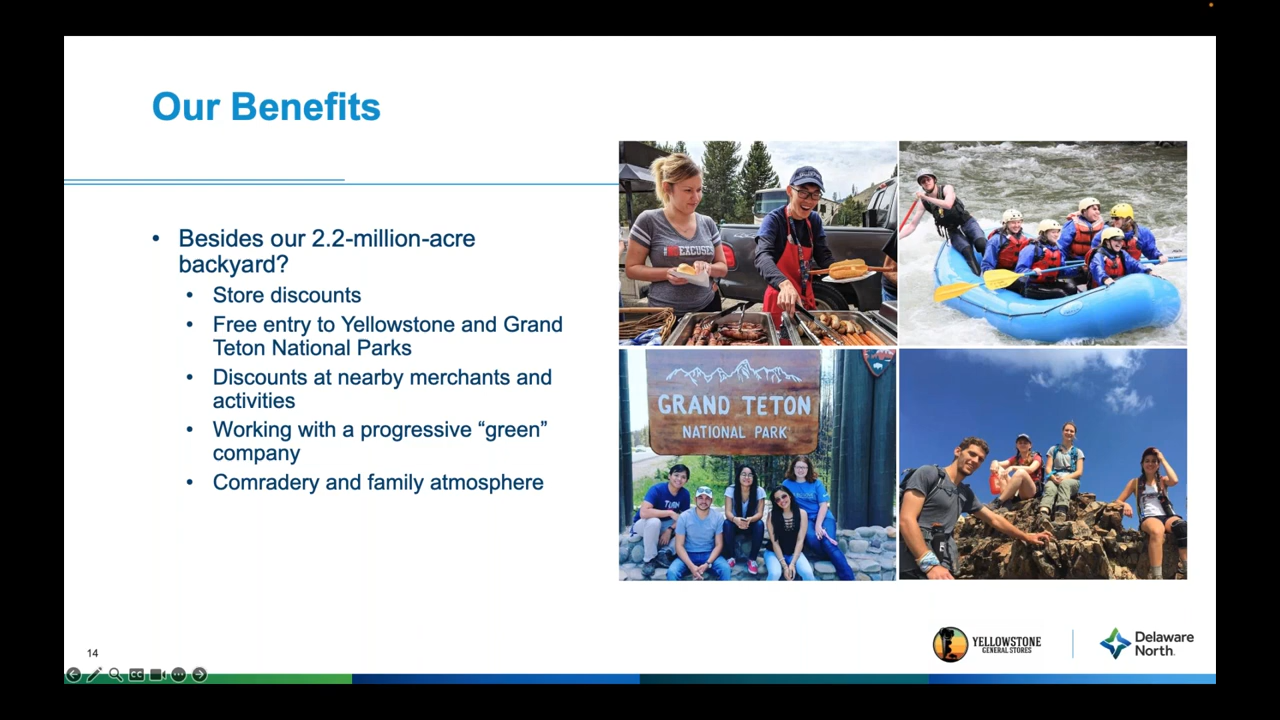 Our Benefits
• Besides our 2.2-million-acre
backyard?
• Store discounts
• Free entry to Yellowstone and Grand
Teton National Parks
• Discounts at nearby merchants and
activities
• Working with a progressive “green”
company
• Comradery and family atmosphere
EXCUSES
GRAND TETON
NATIONAL PARK
14
YELLOWSTONE
GENERAL STORES
Delaware
North
CC